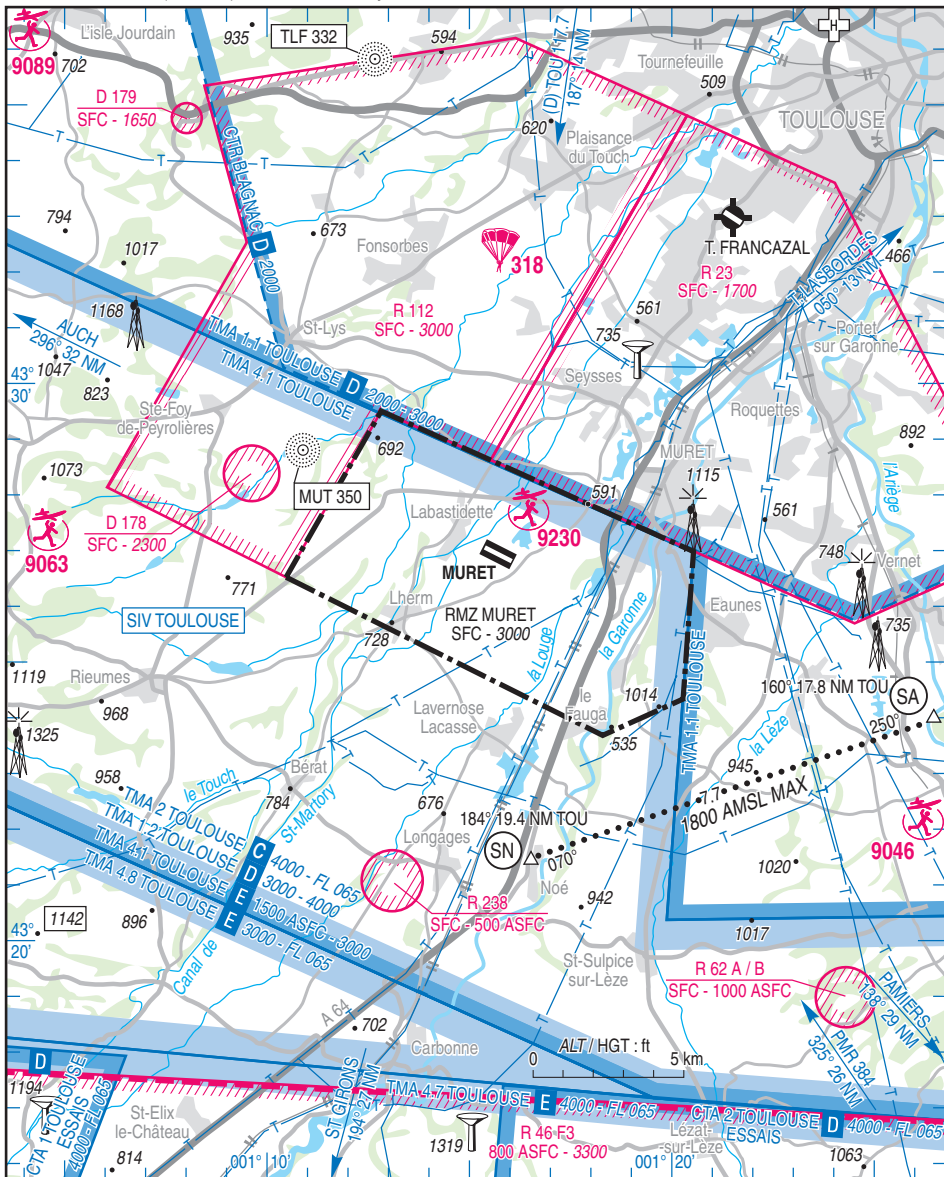 L'Isle Jourdain
935
TLF 332
594
9089
702
D 179
SFC - 1650
(D) TOU 117.7
187° 14 NM
Tournefeuille
509
TOULOUSE
620
Plaisance
du Touch
CTR BLAGNAC D 2000
794
1017
673
Fonsorbes
318
T. FRANCAZAL
R 23
SFC - 1700
T. LASBORDES
050° 13 NM
466
1168
R 112
SFC - 3000
561
735
St-Lys
Portet
sur Garonne
AUCH
296° 32 NM
TMA 1.1 TOULOUSE
TMA 4.1 TOULOUSE
D 2000 - 3000
Seysses
1047
823
43°
30'
Ste-Foy
de-Peyrolières
Roquettes
892
692
MURET
1115
l'Ariège
1073
MUT 350
Labastidette
591
561
9063
D 178
SFC - 2300
9230
748
Vernet
771
MURET
Lherm
RMZ MURET
SFC - 3000
Eaunes
SIV TOULOUSE
728
la Louge
la Garonne
735
1119
Rieumes
968
TMA 1.1 TOULOUSE
160° 17.8 NM TOU
SA
1014
Lavernose
Lacasse
le
Fauga
535
250°
1325
la Lèze
945
958
le Touch
Bérat
784
St-Martory
676
7.7
1800 AMSL MAX
184° 19.4 NM TOU
Longages
SN
070°
9046
TMA 2 TOULOUSE C 4000 - FL 065
TMA 1.2 TOULOUSE D 3000 - 4000
TMA 4.1 TOULOUSE E 1500 ASFC - 3000
TMA 4.8 TOULOUSE E 3000 - FL 065
1020
Noé
R 238
SFC - 500 ASFC
942
1142
896
1017
43°
20'
Canal de
St-Sulpice
sur-Lèze
R 62 A / B
SFC - 1000 ASFC
A 64
702
PAMIERS
138° 29 NM
PMR 384
325° 26 NM
Carbonne
ALT / HGT : ft
0
5 km
D
1194
CTA 1 TOULOUSE
ESSAIS
4000 - FL 065
St-Elix
le-Château
ST GIRONS
194° 27 NM
TMA 4.7 TOULOUSE E 4000 - FL 065
CTA 2 TOULOUSE
ESSAIS
D 4000 - FL 065
1319
R 46 F3
800 ASFC - 3300
Lézat-
-sur-Lèze
814
001° 10'
001° 20'
1063